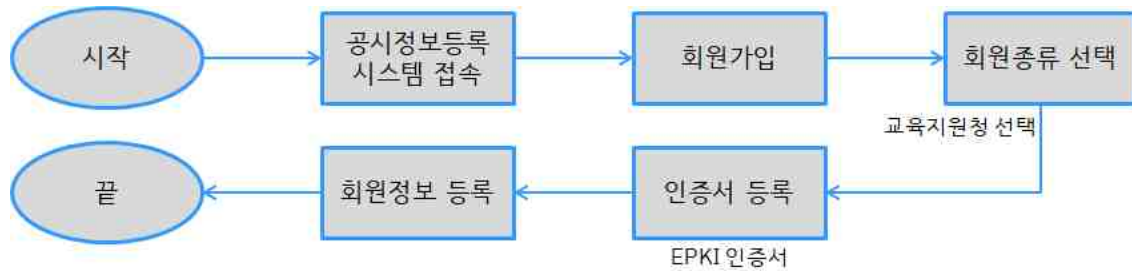 시작
공시정보등록
시스템 접속
회원가입
회원종류 선택
교육지원청 선택
인증서 등록
EPKI 인증서
회원정보 등록
끝